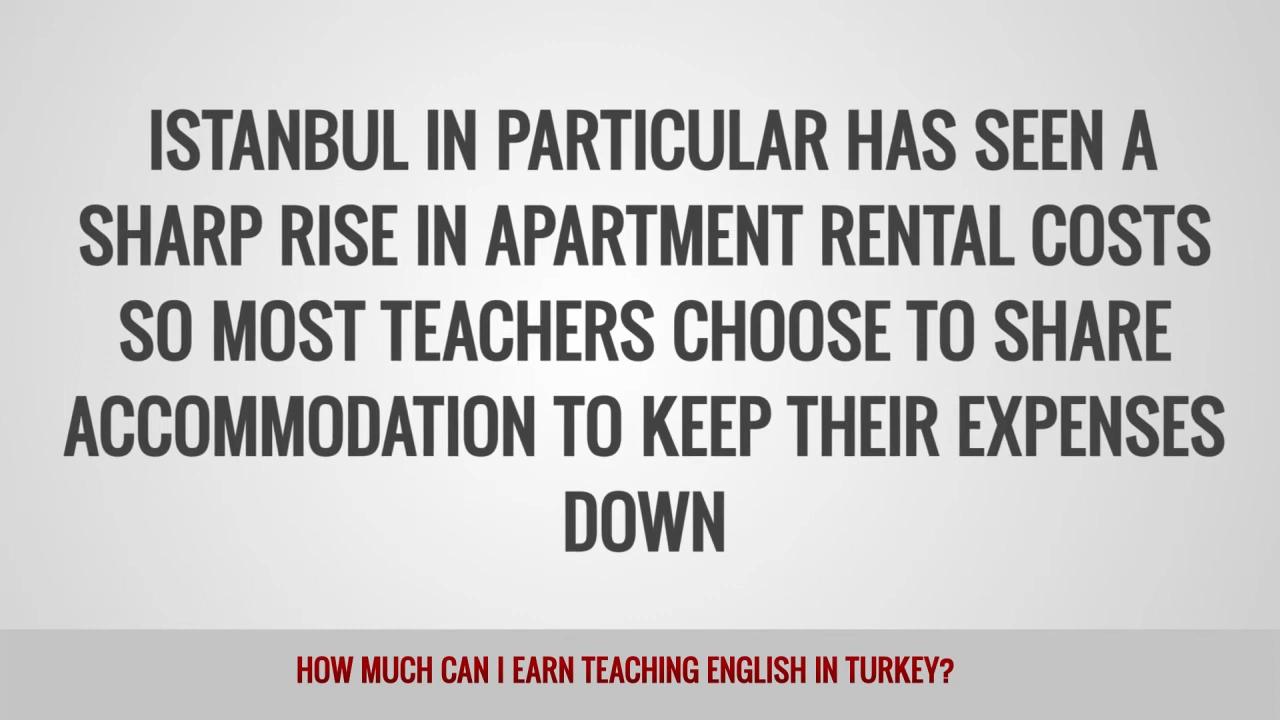 ISTANBUL IN PARTICULAR HAS SEEN A
SHARP RISE IN APARTMENT RENTAL COSTS
SO MOST TEACHERS CHOOSE TO SHARE
ACCOMMODATION TO KEEP THEIR EXPENSES
DOWN
HOW MUCH CAN I EARN TEACHING ENGLISH IN TURKEY?